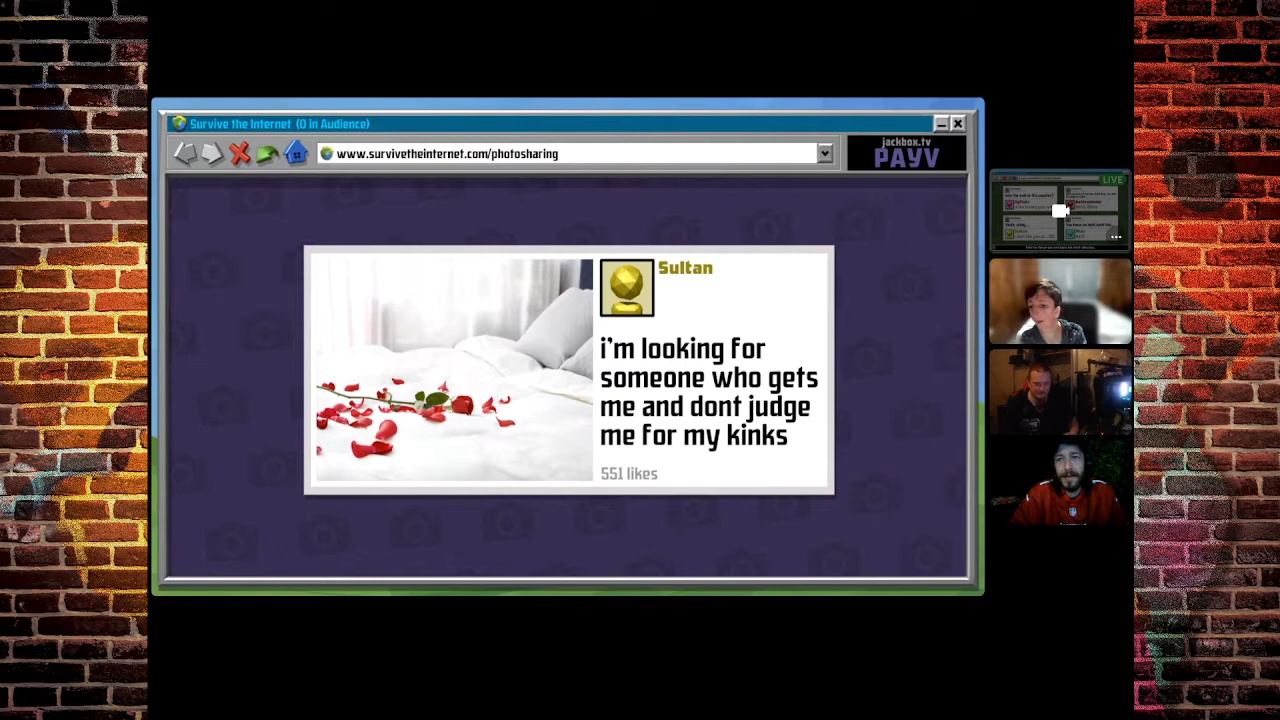 Survive the Internet (0 in Audience)
www.survivetheinternet.com/photosharing
jackbox.tv
PAYV
LIVE
Sultan
i'm looking for
someone who gets
me and dont judge
me for my kinks
551 likes